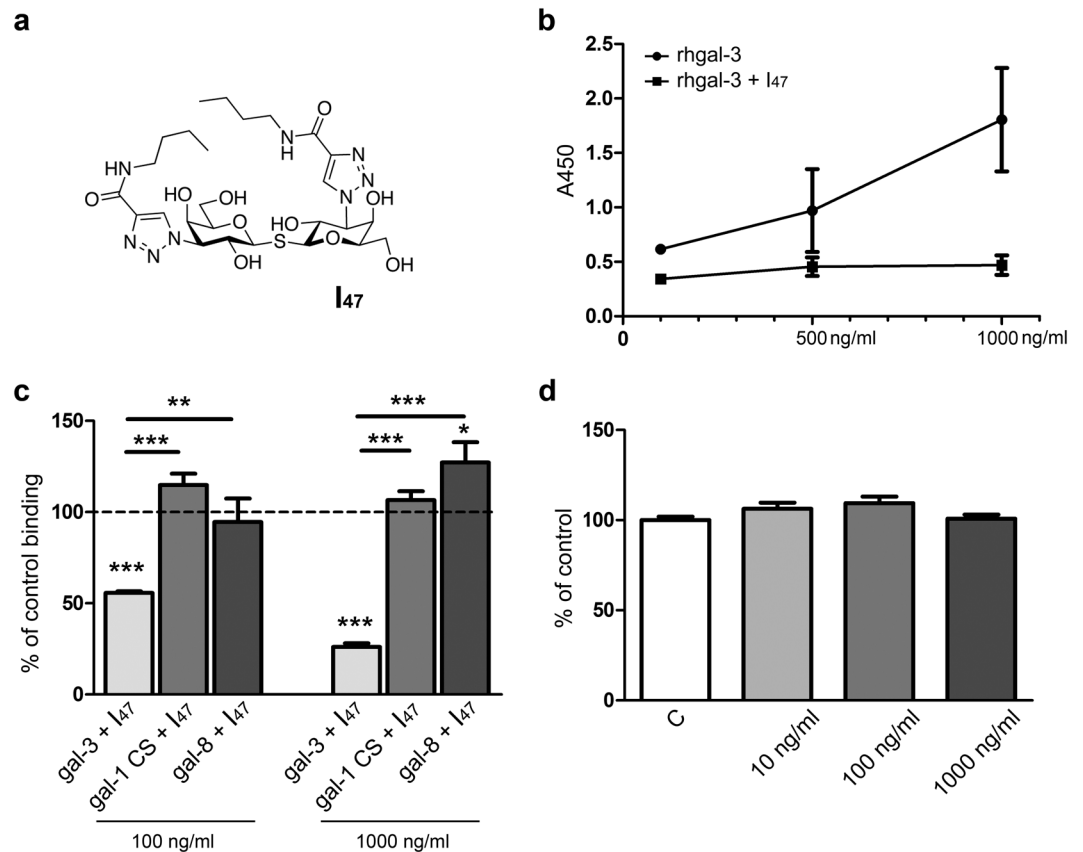 a
HN
O
NH
O
N
N
N
N
N
N
HO
OH
O
OH
HO
S
O
OH
OH
I47
b
2.5
2.0
1.5
1.0
0.5
0.0
A450
rhgal-3
rhgal-3 + I47
0
500 ng/ml
1000 ng/ml
c
150
100
50
0
% of control binding
**
***
***
***
***
*
***
gal-3 + I47
gal-1 CS + I47
gal-8 + I47
gal-3 + I47
gal-1 CS + I47
gal-8 + I47
100 ng/ml
1000 ng/ml
d
150
100
50
0
% of control
C
10 ng/ml
100 ng/ml
1000 ng/ml